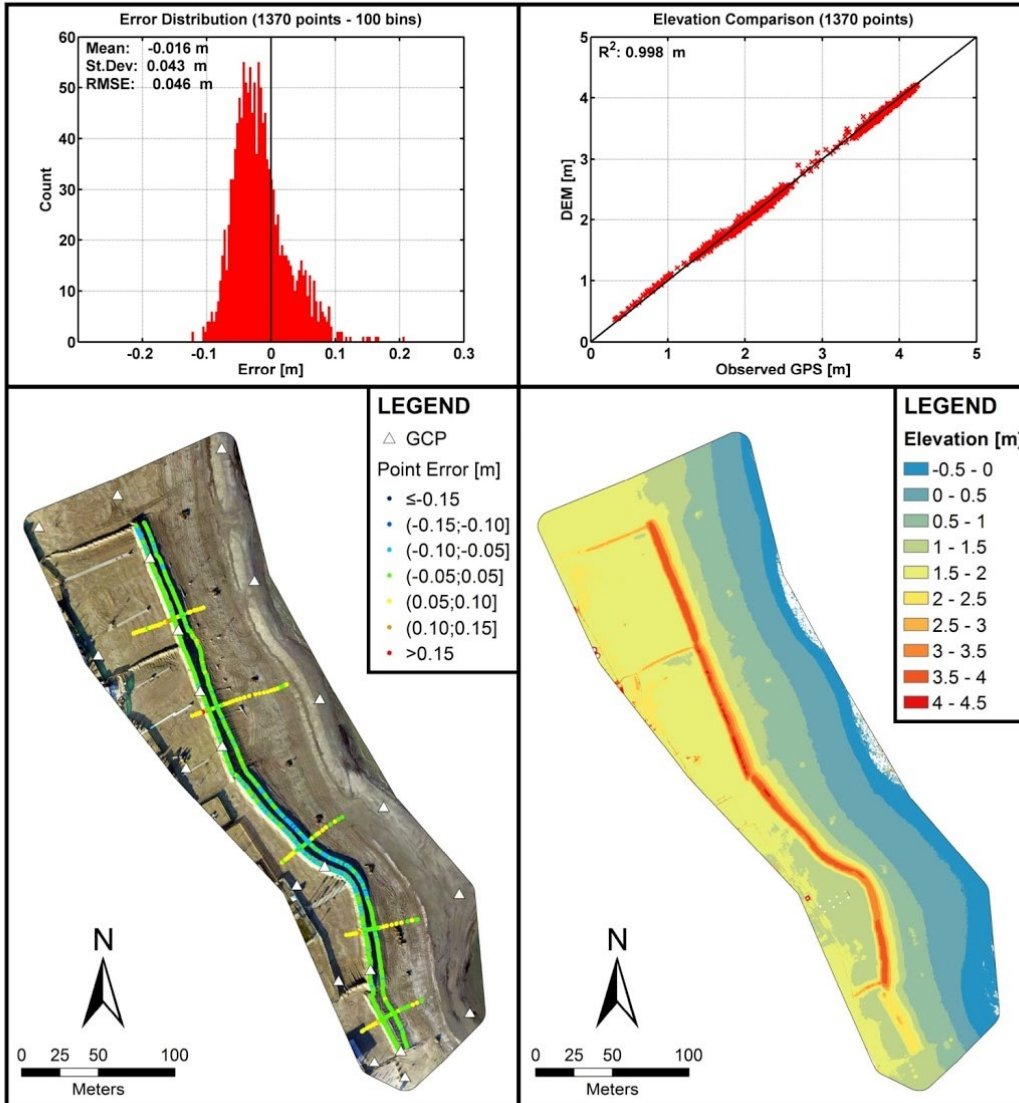 Error Distribution (1370 points - 100 bins)
Mean: -0.016 m
St.Dev: 0.043 m
RMSE: 0.046 m
60
50
40
30
20
10
0
Count
-0.2 -0.1 0 0.1 0.2 0.3
Error [m]
Elevation Comparison (1370 points)
R²: 0.998 m
5
4
3
2
1
0
DEM [m]
0 1 2 3 4 5
Observed GPS [m]
LEGEND
GCP
Point Error [m]
≤-0.15
(-0.15;-0.10]
(-0.10;-0.05]
(-0.05;0.05]
(0.05;0.10]
(0.10;0.15]
>0.15
N
0 25 50 100
Meters
LEGEND
Elevation [m]
-0.5 - 0
0 - 0.5
0.5 - 1
1 - 1.5
1.5 - 2
2 - 2.5
2.5 - 3
3 - 3.5
3.5 - 4
4 - 4.5
N
0 25 50 100
Meters